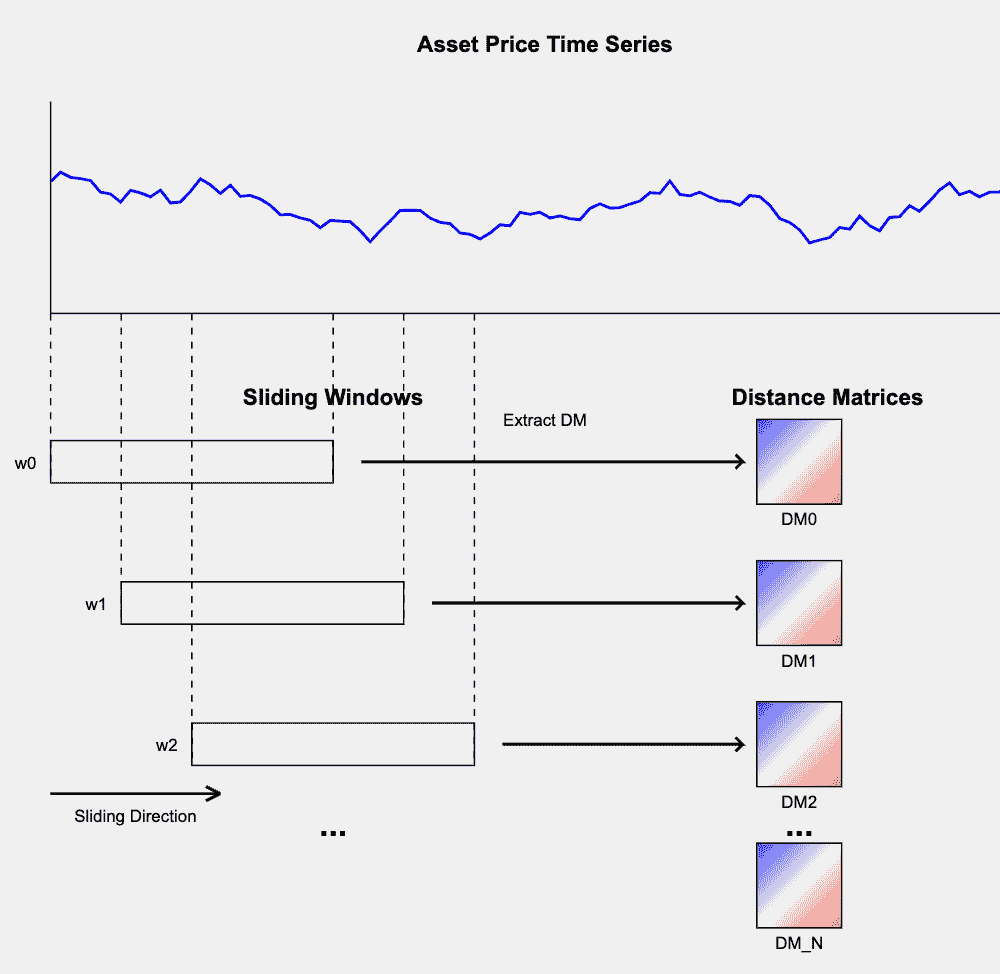 Asset Price Time Series
Sliding Windows
Distance Matrices
Extract DM
w0
DM0
w1
DM1
w2
DM2
Sliding Direction
...
...
DM_N